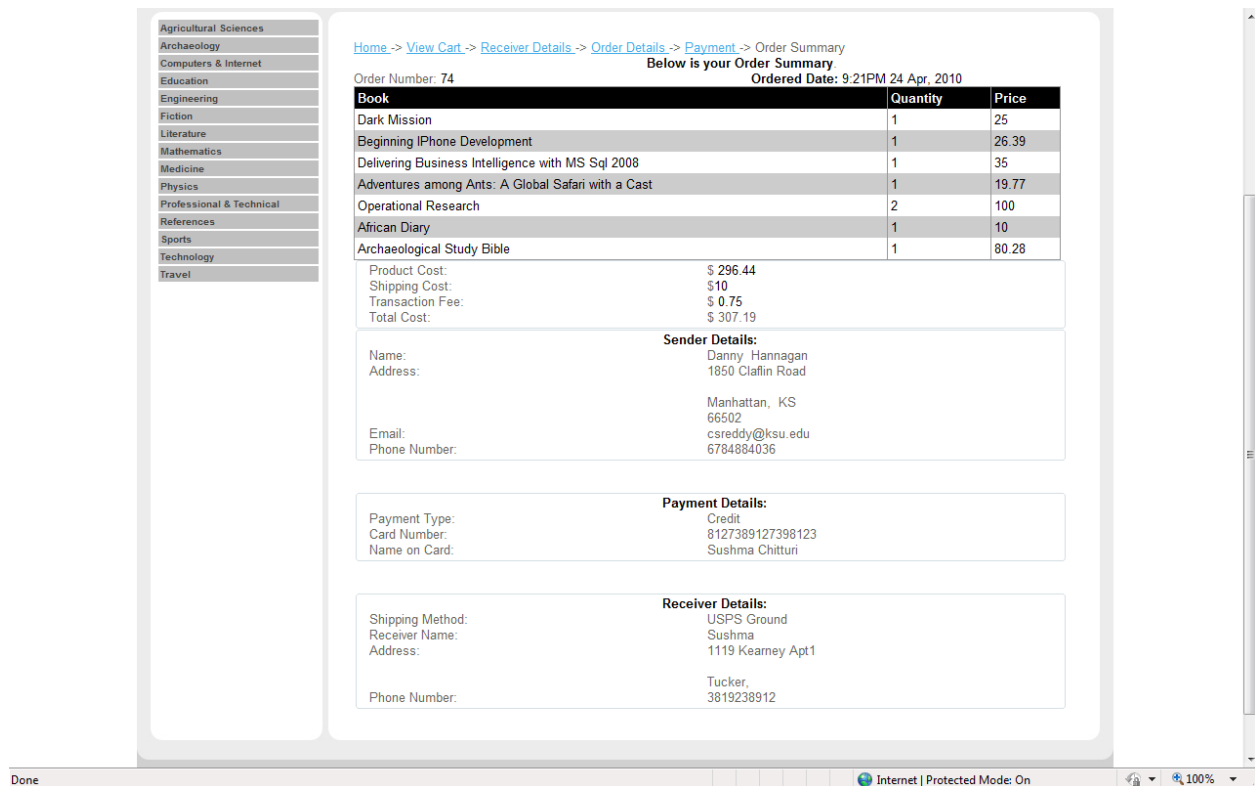 Agricultural Sciences
Archaeology
Computers & Internet
Education
Engineering
Fiction
Literature
Mathematics
Medicine
Physics
Professional & Technical
References
Sports
Technology
Travel
Home -> View Cart -> Receiver Details -> Order Details -> Payment -> Order Summary
Below is your Order Summary.
Order Number: 74 Ordered Date: 9:21PM 24 Apr, 2010
Book Quantity Price
Dark Mission 1 25
Beginning IPhone Development 1 26.39
Delivering Business Intelligence with MS Sql 2008 1 35
Adventures among Ants: A Global Safari with a Cast 1 19.77
Operational Research 2 100
African Diary 1 10
Archaeological Study Bible 1 80.28
Product Cost: $ 296.44
Shipping Cost: $10
Transaction Fee: $ 0.75
Total Cost: $ 307.19
Sender Details:
Name: Danny Hannagan
Address: 1850 Claflin Road
Manhattan, KS
66502
Email: csreddy@ksu.edu
Phone Number: 6784884036
Payment Details:
Payment Type: Credit
Card Number: 8127389127398123
Name on Card: Sushma Chitturi
Receiver Details:
Shipping Method: USPS Ground
Receiver Name: Sushma
Address: 1119 Kearney Apt1
Tucker,
Phone Number: 3819238912
Done Internet | Protected Mode: On 100%